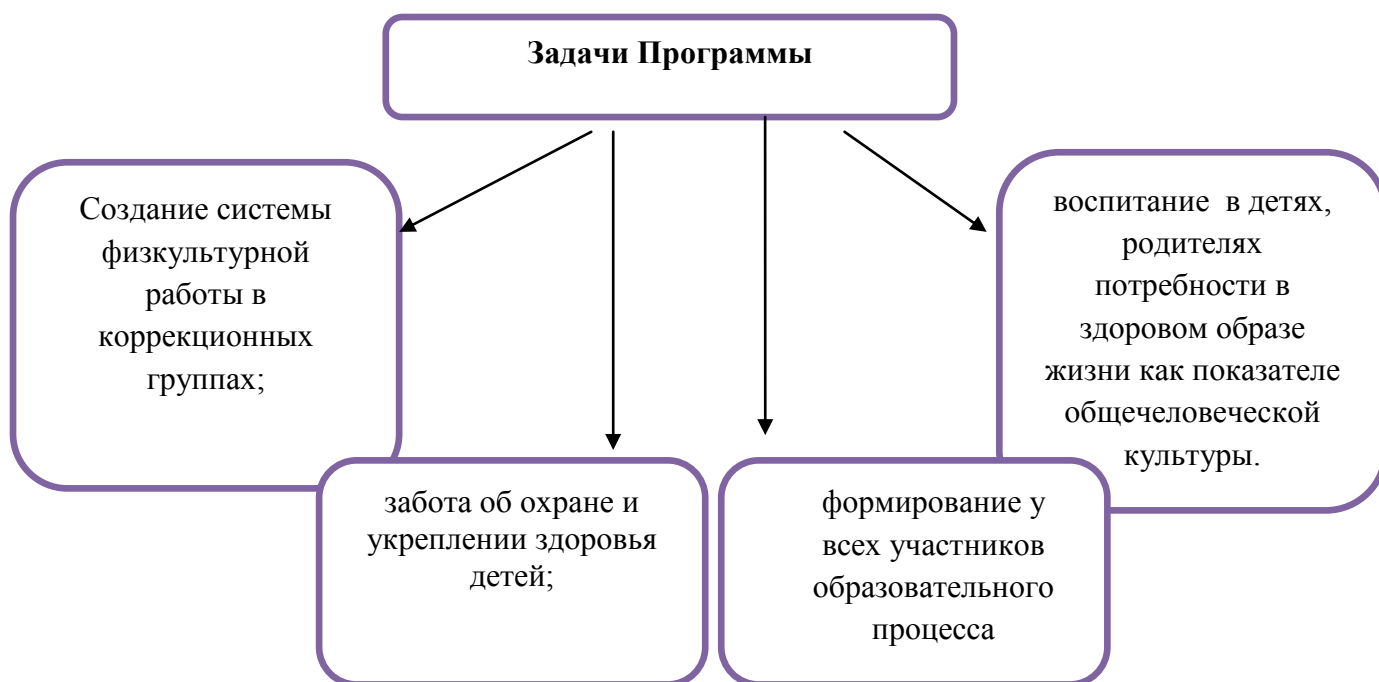 Задачи Программы
Создание системы
физкультурной
работы в
коррекционных
группах;
забота об охране и
укреплении здоровья
детей;
формирование у
всех участников
образовательного
процесса
воспитание в детях,
родителях
потребности в
здоровом образе
жизни как показателе
общечеловеческой
культуры.